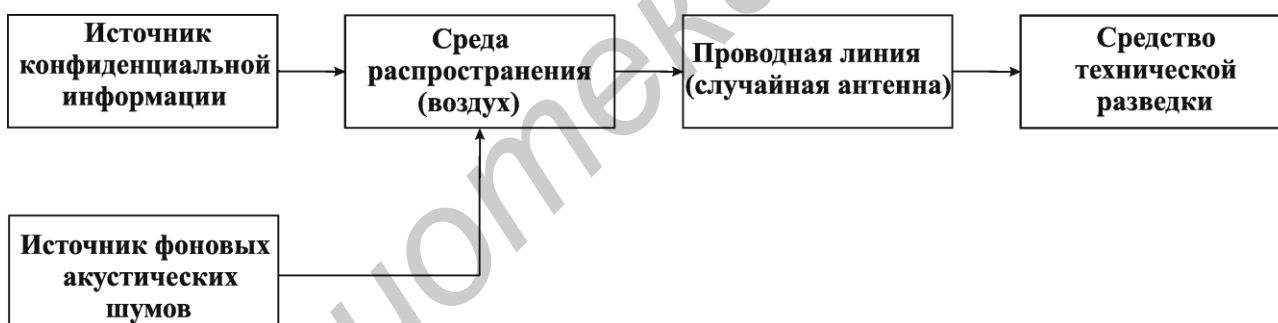 Источник
конфиденциальной
информации
Среда
распространения
(воздух)
Проводная линия
(случайная антенна)
Средство
технической
разведки
Источник фоновых
акустических
шумов